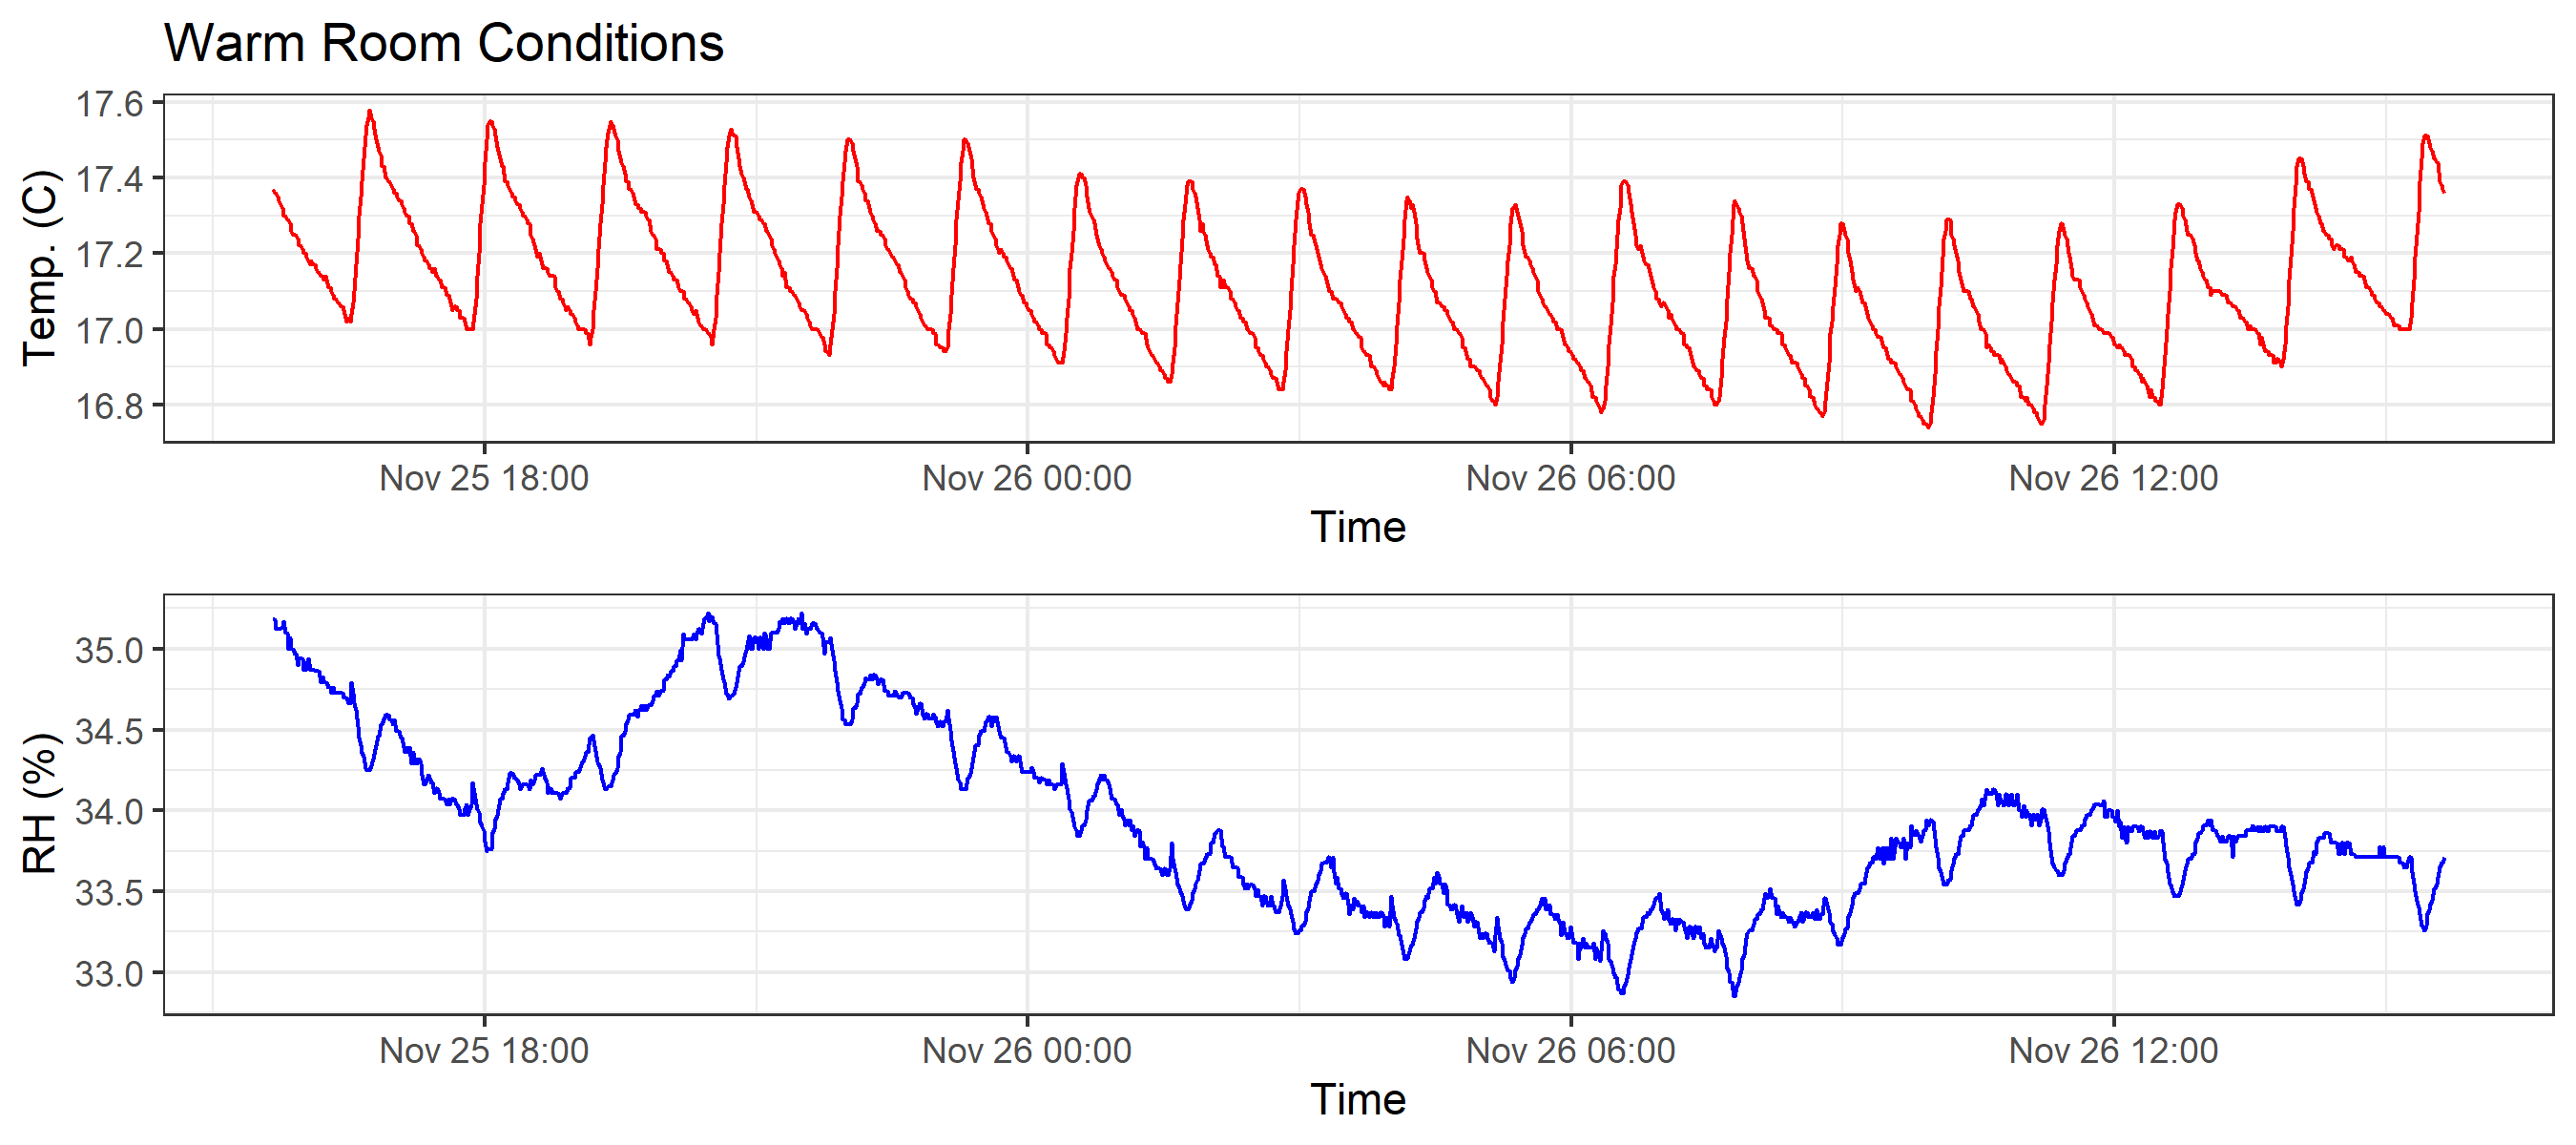 Warm Room Conditions
17.6
17.4
17.2
17.0
16.8
Temp. (C)
Nov 25 18:00 Nov 26 00:00 Nov 26 06:00 Nov 26 12:00
Time
35.0
34.5
34.0
33.5
33.0
RH (%)
Nov 25 18:00 Nov 26 00:00 Nov 26 06:00 Nov 26 12:00
Time